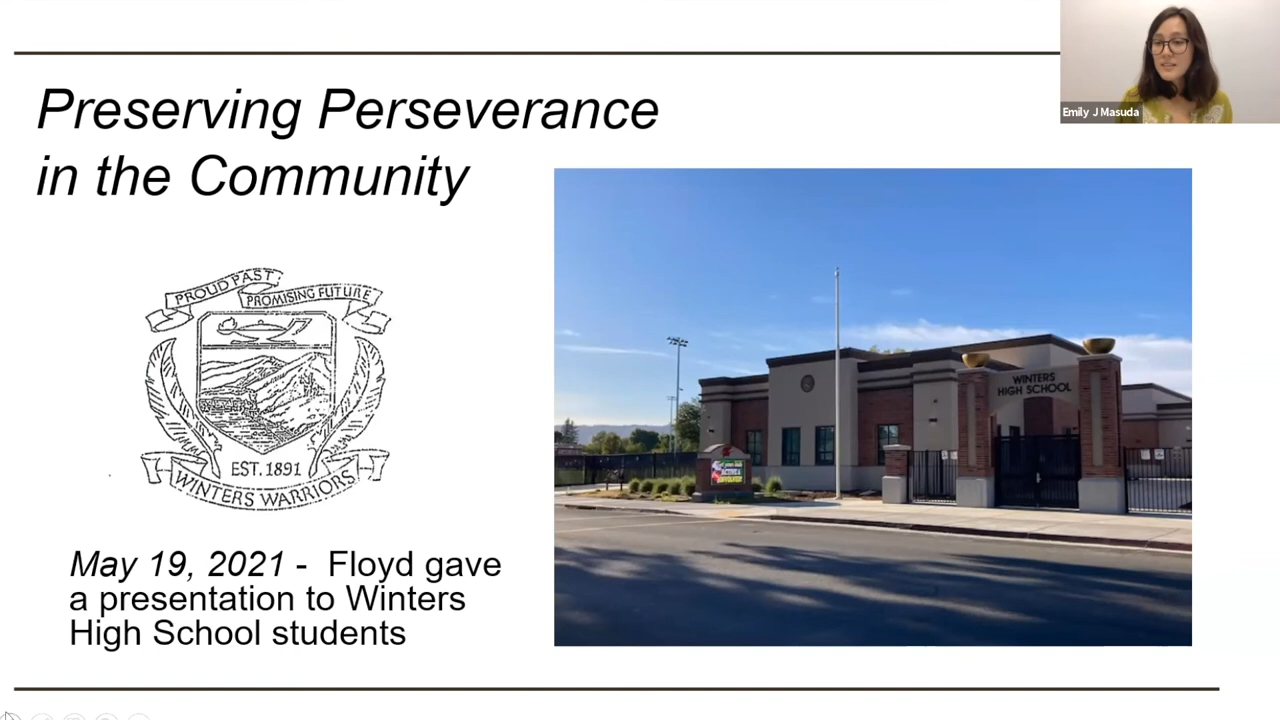 Preserving Perseverance
in the Community
Emily J Masuda
PROUD PAST
PROMISING FUTURE
EST. 1891
WINTERS WARRIORS
WINTERS
HIGH SCHOOL
May 19, 2021 - Floyd gave
a presentation to Winters
High School students